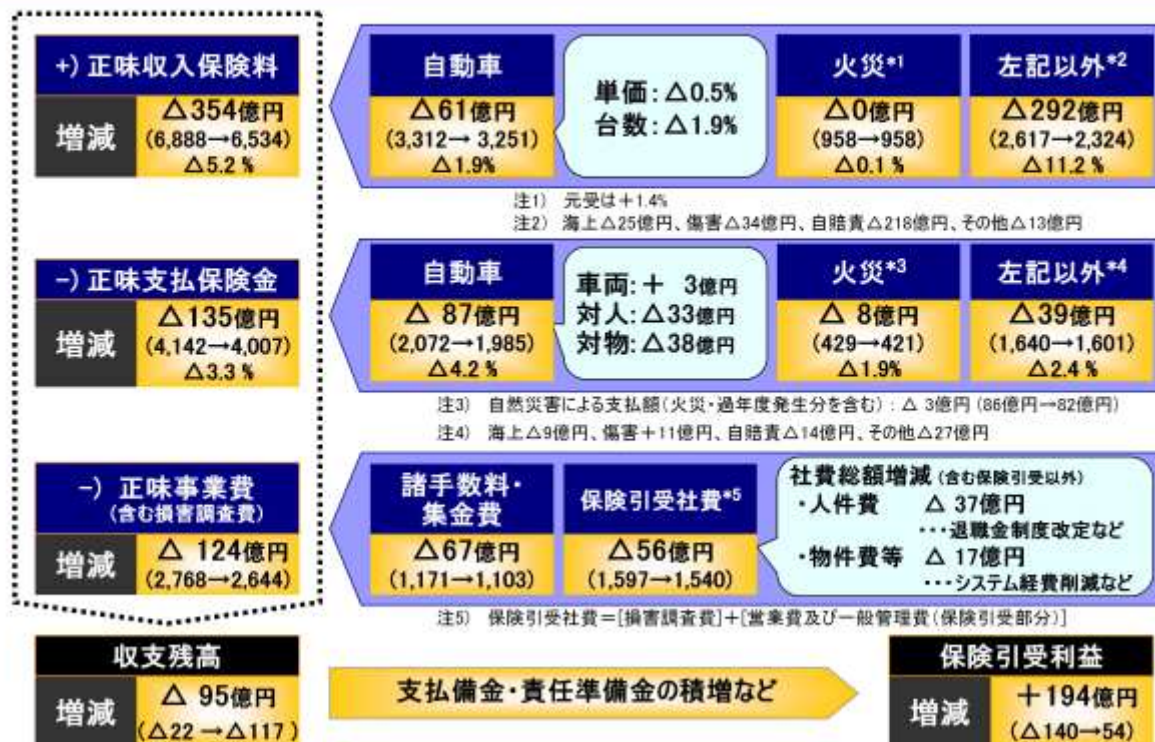 +）正味収入保険料
増減
△354億円
(6,888→6,534)
△5.2 %
自動車
△61億円
(3,312→ 3,251)
△1.9%
単価：△0.5%
台数：△1.9%
火災*1
△0億円
(958→958)
△0.1 %
左記以外*2
△292億円
(2,617→2,324)
△11.2 %
注1） 元受は＋1.4%
注2） 海上△25億円、傷害△34億円、自賠責△218億円、その他△13億円
−）正味支払保険金
増減
△135億円
(4,142→4,007)
△3.3 %
自動車
△ 87億円
(2,072→1,985)
△4.2 %
車両：＋ 3億円
対人：△33億円
対物：△38億円
火災*3
△ 8億円
(429→421)
△1.9%
左記以外*4
△39億円
(1,640→1,601)
△2.4 %
注3） 自然災害による支払額（火災・過年度発生分を含む）：△ 3億円 (86億円→82億円)
注4） 海上△9億円、傷害＋11億円、自賠責△14億円、その他△27億円
−） 正味事業費
(含む損害調査費)
増減
△ 124億円
(2,768→2,644)
諸手数料・
集金費
△67億円
(1,171→1,103)
保険引受社費*5
△56億円
(1,597→1,540)
社費総額増減 (含む保険引受以外)
・人件費 △ 37億円
・・・退職金制度改定など
・物件費等 △ 17億円
・・・システム経費削減など
注5） 保険引受社費＝[損害調査費]＋[営業費及び一般管理費（保険引受部分）]
収支残高
増減
△ 95億円
(△22 →△117 )
支払備金・責任準備金の積増など
保険引受利益
増減
＋194億円
(△140→54)